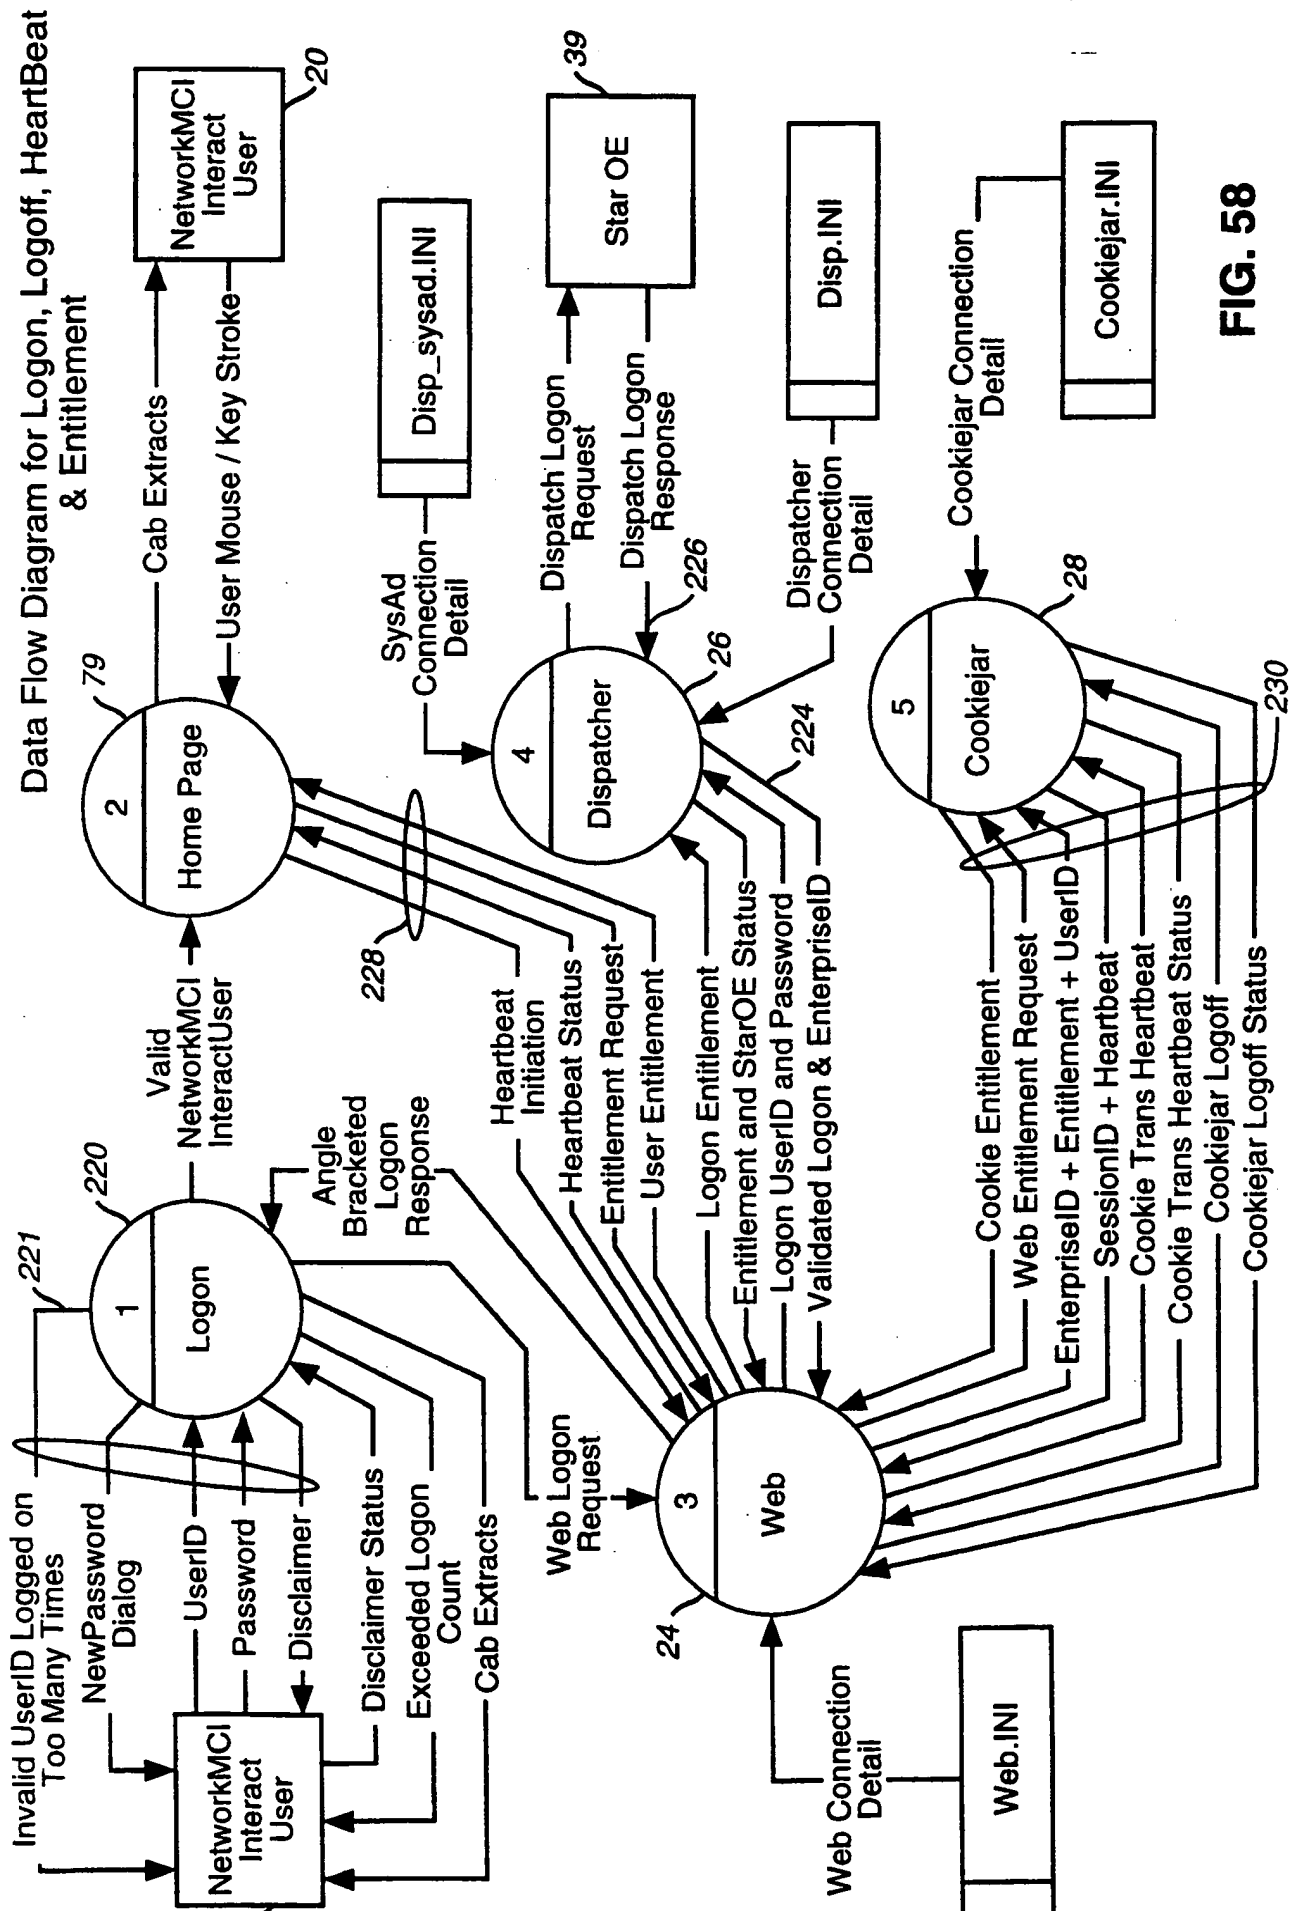 Data Flow Diagram for Logon, Logoff, HeartBeat
& Entitlement
Invalid UserID Logged on
Too Many Times
221
NewPassword
Dialog
UserID
Password
Disclaimer
Disclaimer Status
Exceeded Logon
Count
Cab Extracts
NetworkMCI
Interact
User
220
1
Logon
Valid
NetworkMCI
InteractUser
79
2
Home Page
Cab Extracts
User Mouse / Key Stroke
NetworkMCI
Interact
User
20
Angle
Bracketed
Logon
Response
Web Logon
Request
228
Heartbeat
Initiation
Heartbeat Status
Entitlement Request
User Entitlement
SysAd
Connection
Detail
Disp_sysad.INI
4
Dispatcher
26
226
224
Dispatch Logon
Request
Dispatch Logon
Response
Star OE
39
Logon Entitlement
Entitlement and StarOE Status
Logon UserID and Password
Validated Logon & EnterpriseID
Dispatcher
Connection
Detail
Disp.INI
24
3
Web
Web Connection
Detail
Web.INI
Cookie Entitlement
Web Entitlement Request
EnterpriseID + Entitlement + UserID
SessionID + Heartbeat
Cookie Trans Heartbeat
Cookie Trans Heartbeat Status
Cookiejar Logoff
Cookiejar Logoff Status
5
Cookiejar
28
230
Cookiejar Connection
Detail
Cookiejar.INI
FIG. 58